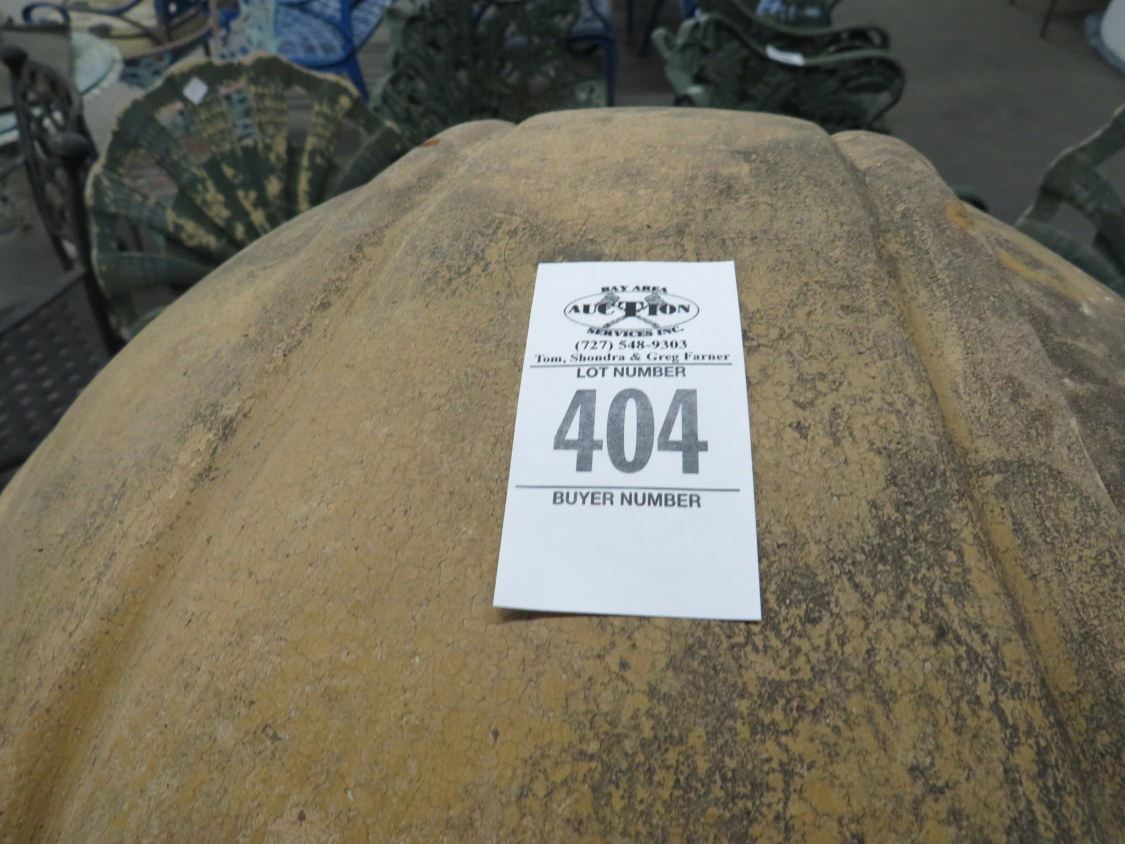 BAY AREA
AUCTION
SERVICES INC.
(727) 548-9303
Tom, Shondra & Greg Farner
LOT NUMBER
404
BUYER NUMBER